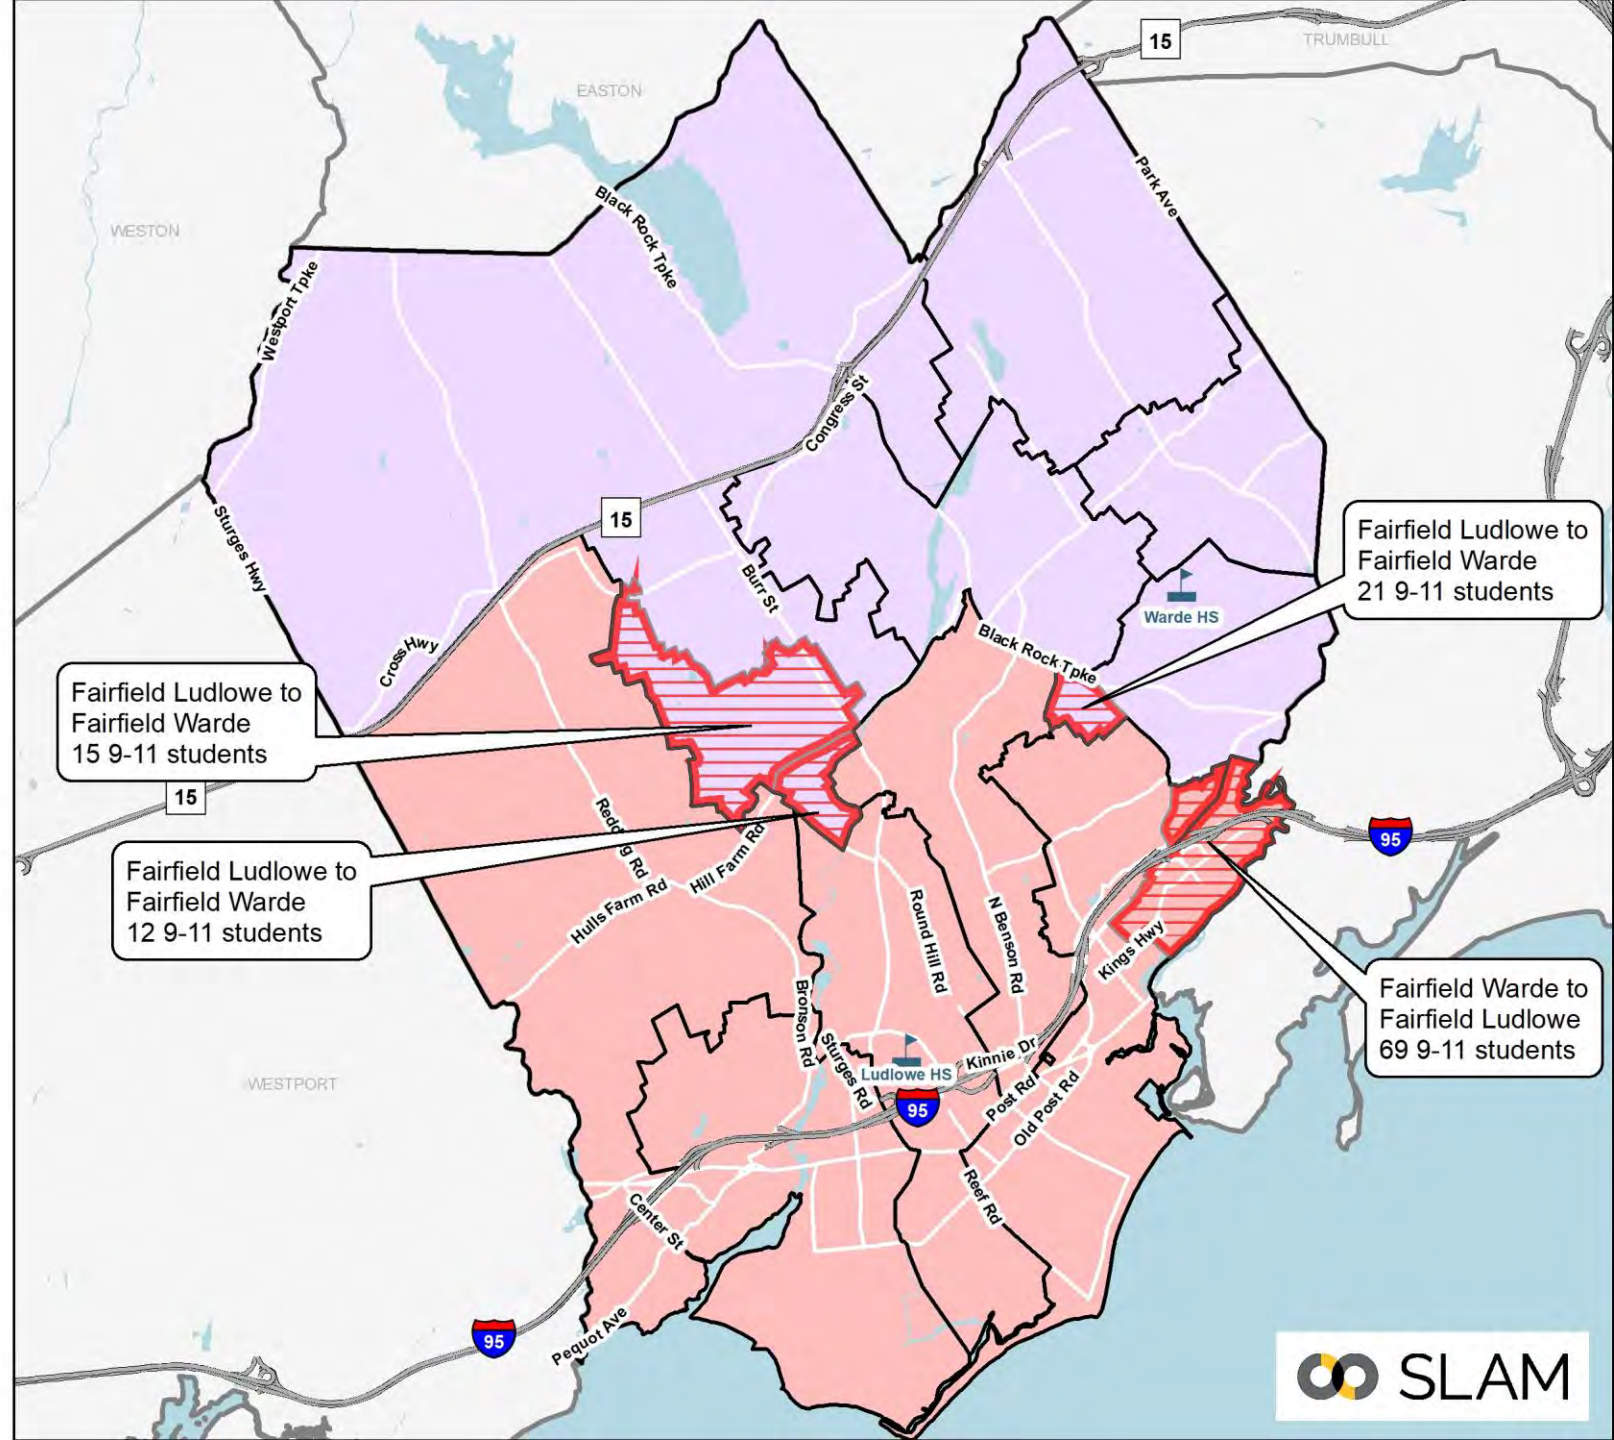 15
TRUMBULL
EASTON
Park Ave
Black Rock Tpke
WESTON
Westport Tpke
Congress St
15
Sturges Hwy
Fairfield Ludlowe to
Fairfield Warde
21 9-11 students
Burr St
Warde HS
Black Rock Tpke
Cross Hwy
Fairfield Ludlowe to
Fairfield Warde
15 9-11 students
15
Redding Rd
95
Fairfield Ludlowe to
Fairfield Warde
12 9-11 students
Hill Farm Rd
Hulls Farm Rd
Round Hill Rd
N Benson Rd
Kings Hwy
Fairfield Warde to
Fairfield Ludlowe
69 9-11 students
Bronson Rd
Sturges Rd
Kinnie Dr
Ludlowe HS
WESTPORT
95
Post Rd
Old Post Rd
Reef Rd
Center St
95
Pequot Ave
SLAM